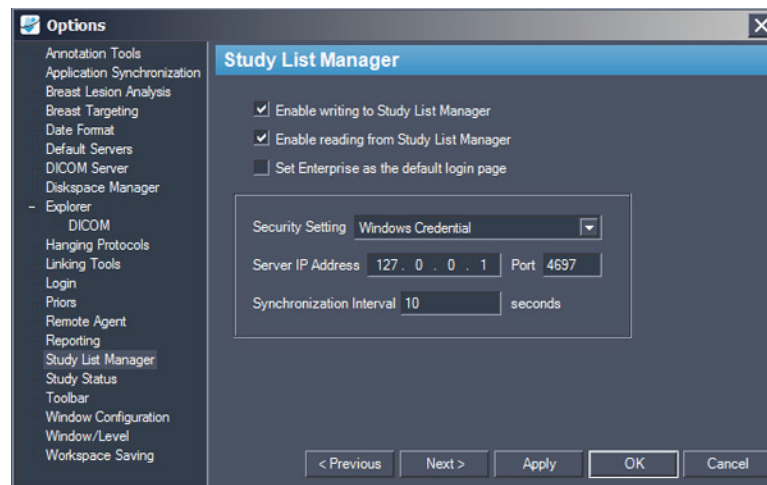 Options
Annotation Tools
Application Synchronization
Breast Lesion Analysis
Breast Targeting
Date Format
Default Servers
DICOM Server
Diskspace Manager
Explorer
DICOM
Hanging Protocols
Linking Tools
Login
Priors
Remote Agent
Reporting
Study List Manager
Study Status
Toolbar
Window Configuration
Window/Level
Workspace Saving
Study List Manager
Enable writing to Study List Manager
Enable reading from Study List Manager
Set Enterprise as the default login page
Security Setting Windows Credential
Server IP Address 127 . 0 . 0 . 1 Port 4697
Synchronization Interval 10 seconds
< Previous Next > Apply OK Cancel